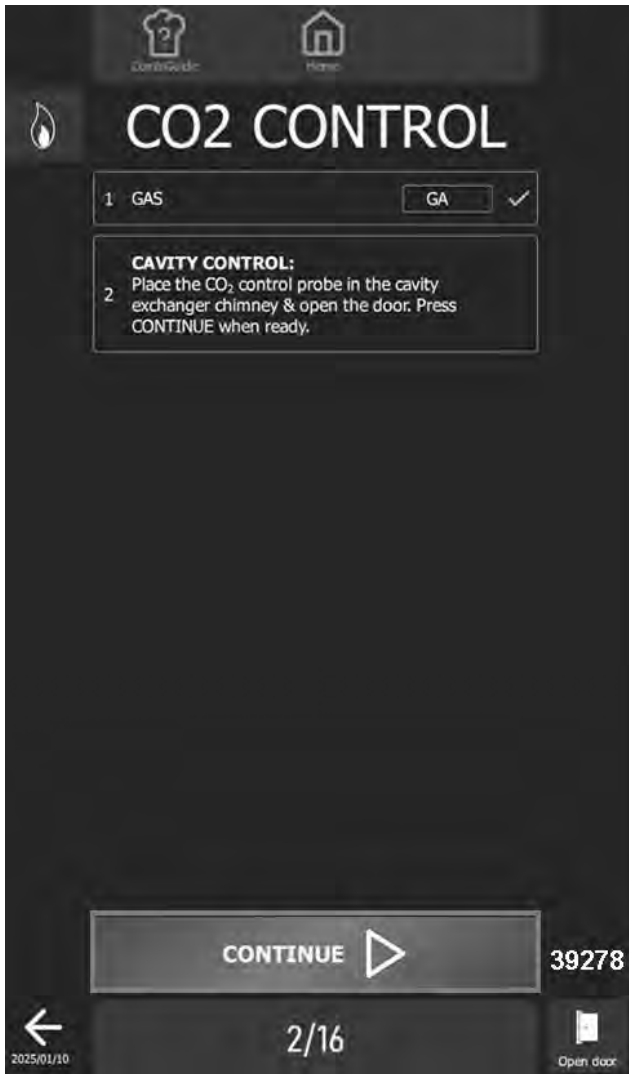 Home
CO2 CONTROL
1 GAS GA
CAVITY CONTROL:
2 Place the CO₂ control probe in the cavity
exchanger chimney & open the door. Press
CONTINUE when ready.
CONTINUE
39278
2/16
2025/01/10
Open door